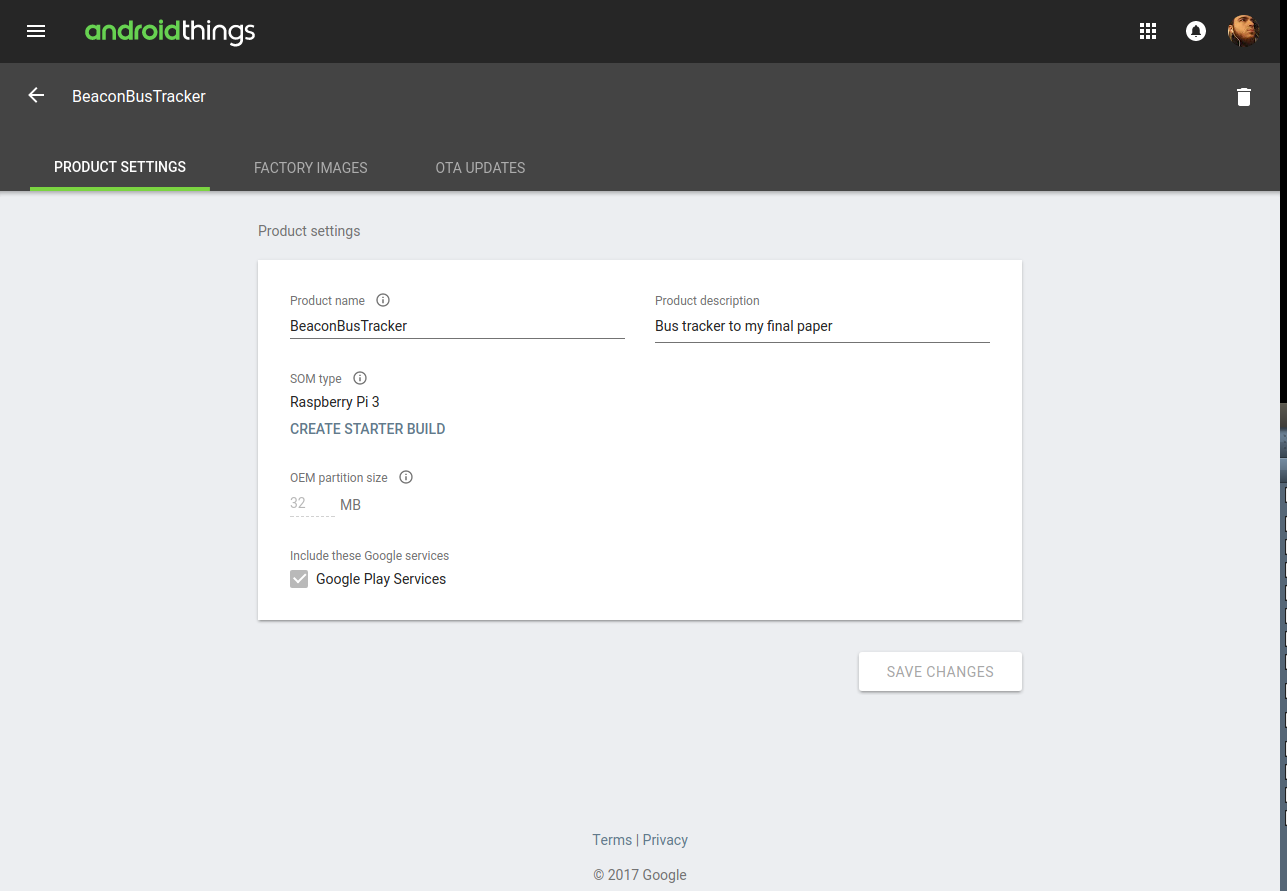 androidthings
BeaconBusTracker
PRODUCT SETTINGS
FACTORY IMAGES
OTA UPDATES
Product settings
Product name
BeaconBusTracker
Product description
Bus tracker to my final paper
SOM type
Raspberry Pi 3
CREATE STARTER BUILD
OEM partition size
32 MB
Include these Google services
Google Play Services
SAVE CHANGES
Terms | Privacy
© 2017 Google